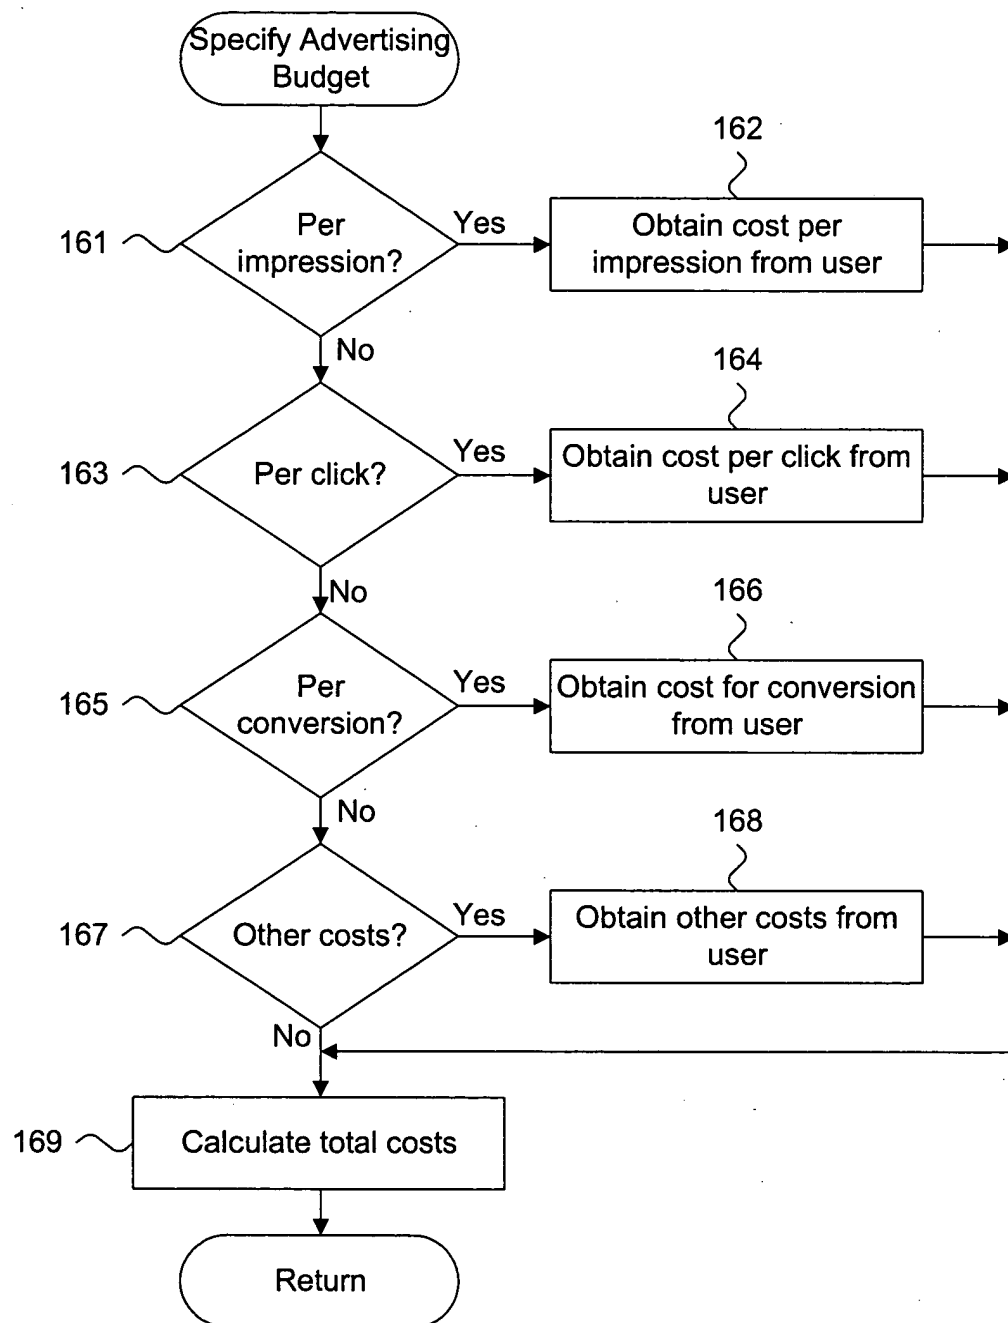 Specify Advertising
Budget
162
161
Per
impression?
Yes
Obtain cost per
impression from user
No
164
163
Per click?
Yes
Obtain cost per click from
user
No
166
165
Per
conversion?
Yes
Obtain cost for conversion
from user
No
168
167
Other costs?
Yes
Obtain other costs from
user
No
169
Calculate total costs
Return